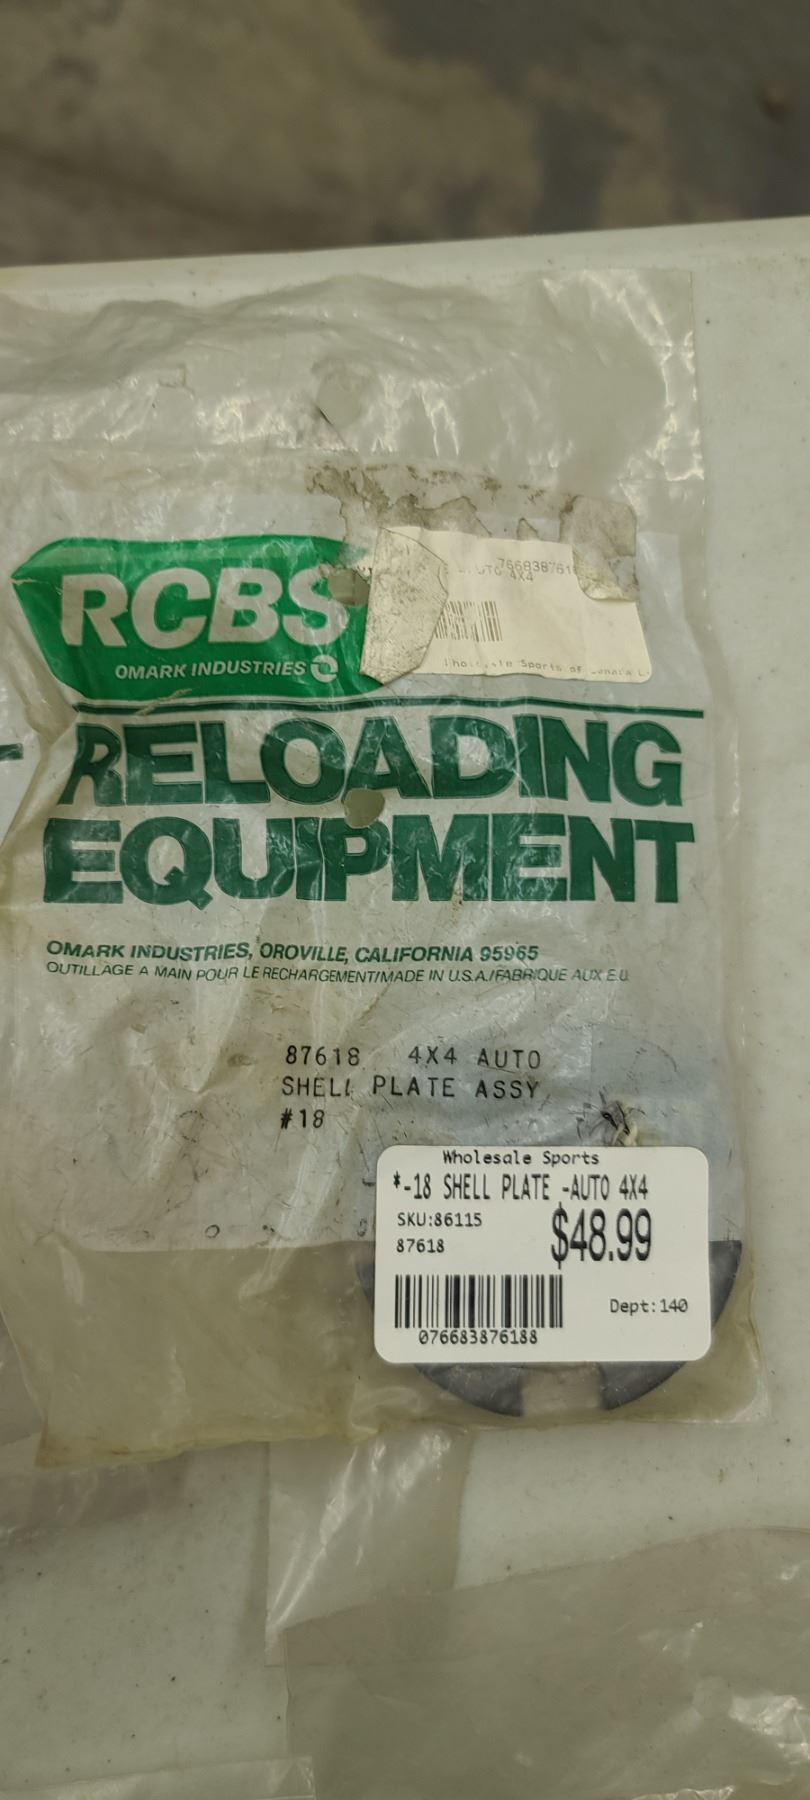 RCBS
OMARK INDUSTRIES
AUTO 4X4
RELOADING
EQUIPMENT
OMARK INDUSTRIES, OROVILLE, CALIFORNIA 95965
OUTILLAGE A MAIN POUR LE RECHARGEMENT/MADE IN U.S.A./FABRIQUE AUX E.U.
87618 4X4 AUTO
SHELL PLATE ASSY
#18
Wholesale Sports
*-18 SHELL PLATE -AUTO 4X4
SKU:86115
$48.99
87618
Dept:140
076683876188